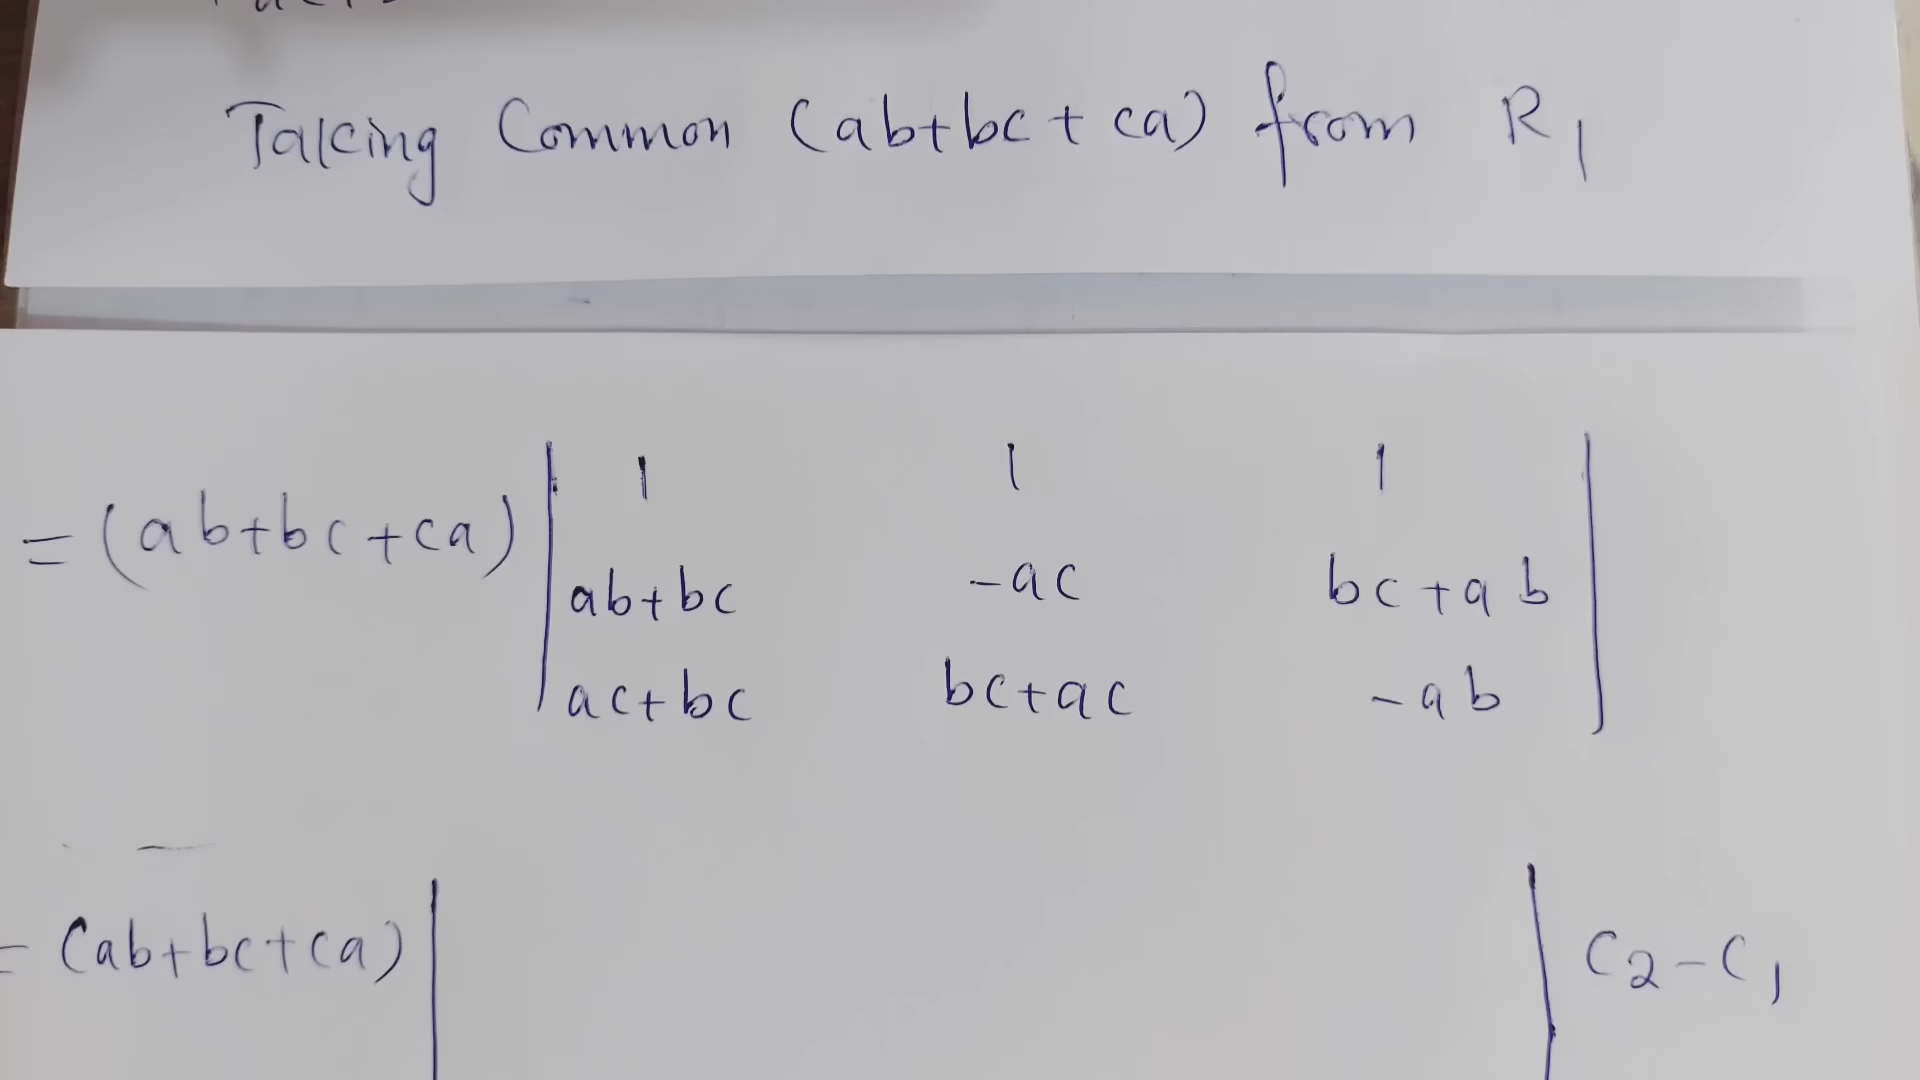 Taking Common (ab+bc+ca) from R1
1 1 1
= (ab+bc+ca)
ab+bc -ac bc+ab
ac+bc bc+ac -ab
= (ab+bc+ca) | | C2-C1